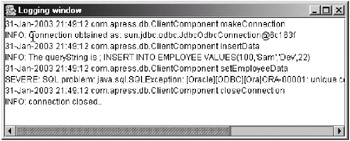 Logging window
31-Jan-2003 21:49:12 com.apress.db.ClientComponent makeConnection
INFO: Connection obtained as: sun.jdbc.odbc.JdbcOdbcConnection@6c163f
31-Jan-2003 21:49:12 com.apress.db.ClientComponent insertData
INFO: The queryString is ; INSERT INTO EMPLOYEE VALUES(100,'Sam','Dev',22)
31-Jan-2003 21:49:12 com.apress.db.ClientComponent setEmployeeData
SEVERE: SQL problem: java.sql.SQLException: [Oracle][ODBC][Ora]ORA-00001: unique c
31-Jan-2003 21:49:12 com.apress.db.ClientComponent closeConnection
INFO: connection closed..